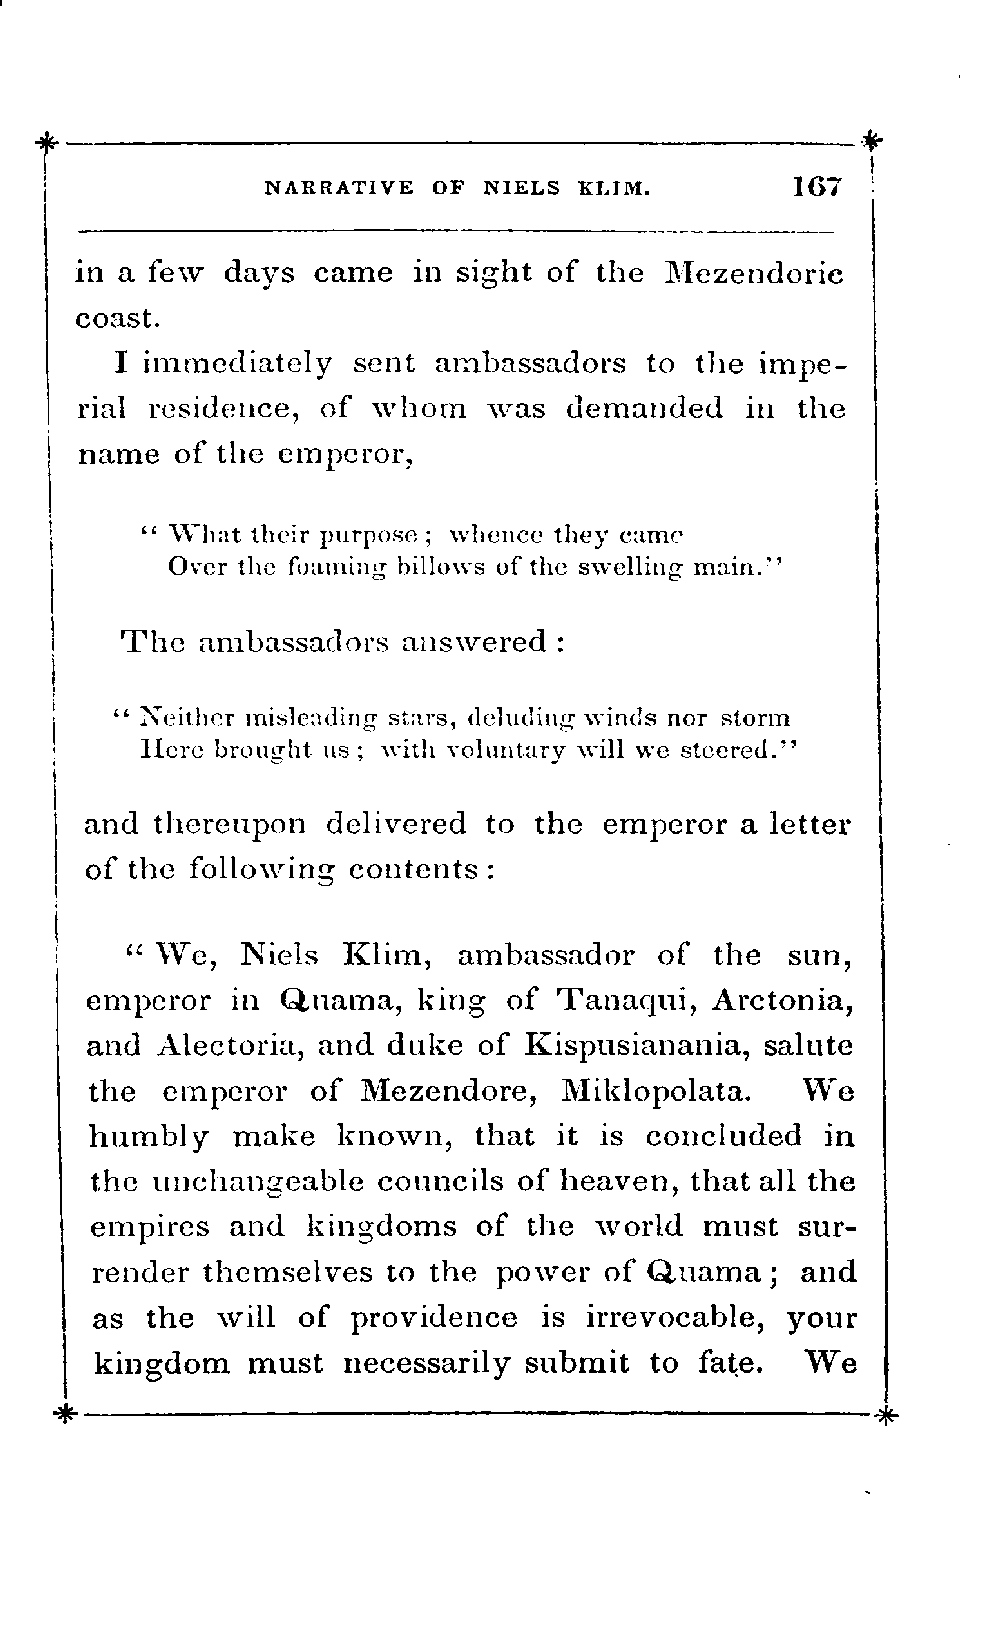 NARRATIVE OF NIELS KLIM. 167
in a few days came in sight of the Mezendoric
coast.
I immediately sent ambassadors to the impe-
rial residence, of whom was demanded in the
name of the emperor,
“ What their purpose ; whence they came
Over the foaming billows of the swelling main.”
The ambassadors answered :
“ Neither misleading stars, deluding winds nor storm
Here brought us ; with voluntary will we steered.”
and thereupon delivered to the emperor a letter
of the following contents :
“ We, Niels Klim, ambassador of the sun,
emperor in Quama, king of Tanaqui, Arctonia,
and Alectoria, and duke of Kispusianania, salute
the emperor of Mezendore, Miklopolata. We
humbly make known, that it is concluded in
the unchangeable councils of heaven, that all the
empires and kingdoms of the world must sur-
render themselves to the power of Quama ; and
as the will of providence is irrevocable, your
kingdom must necessarily submit to fate. We